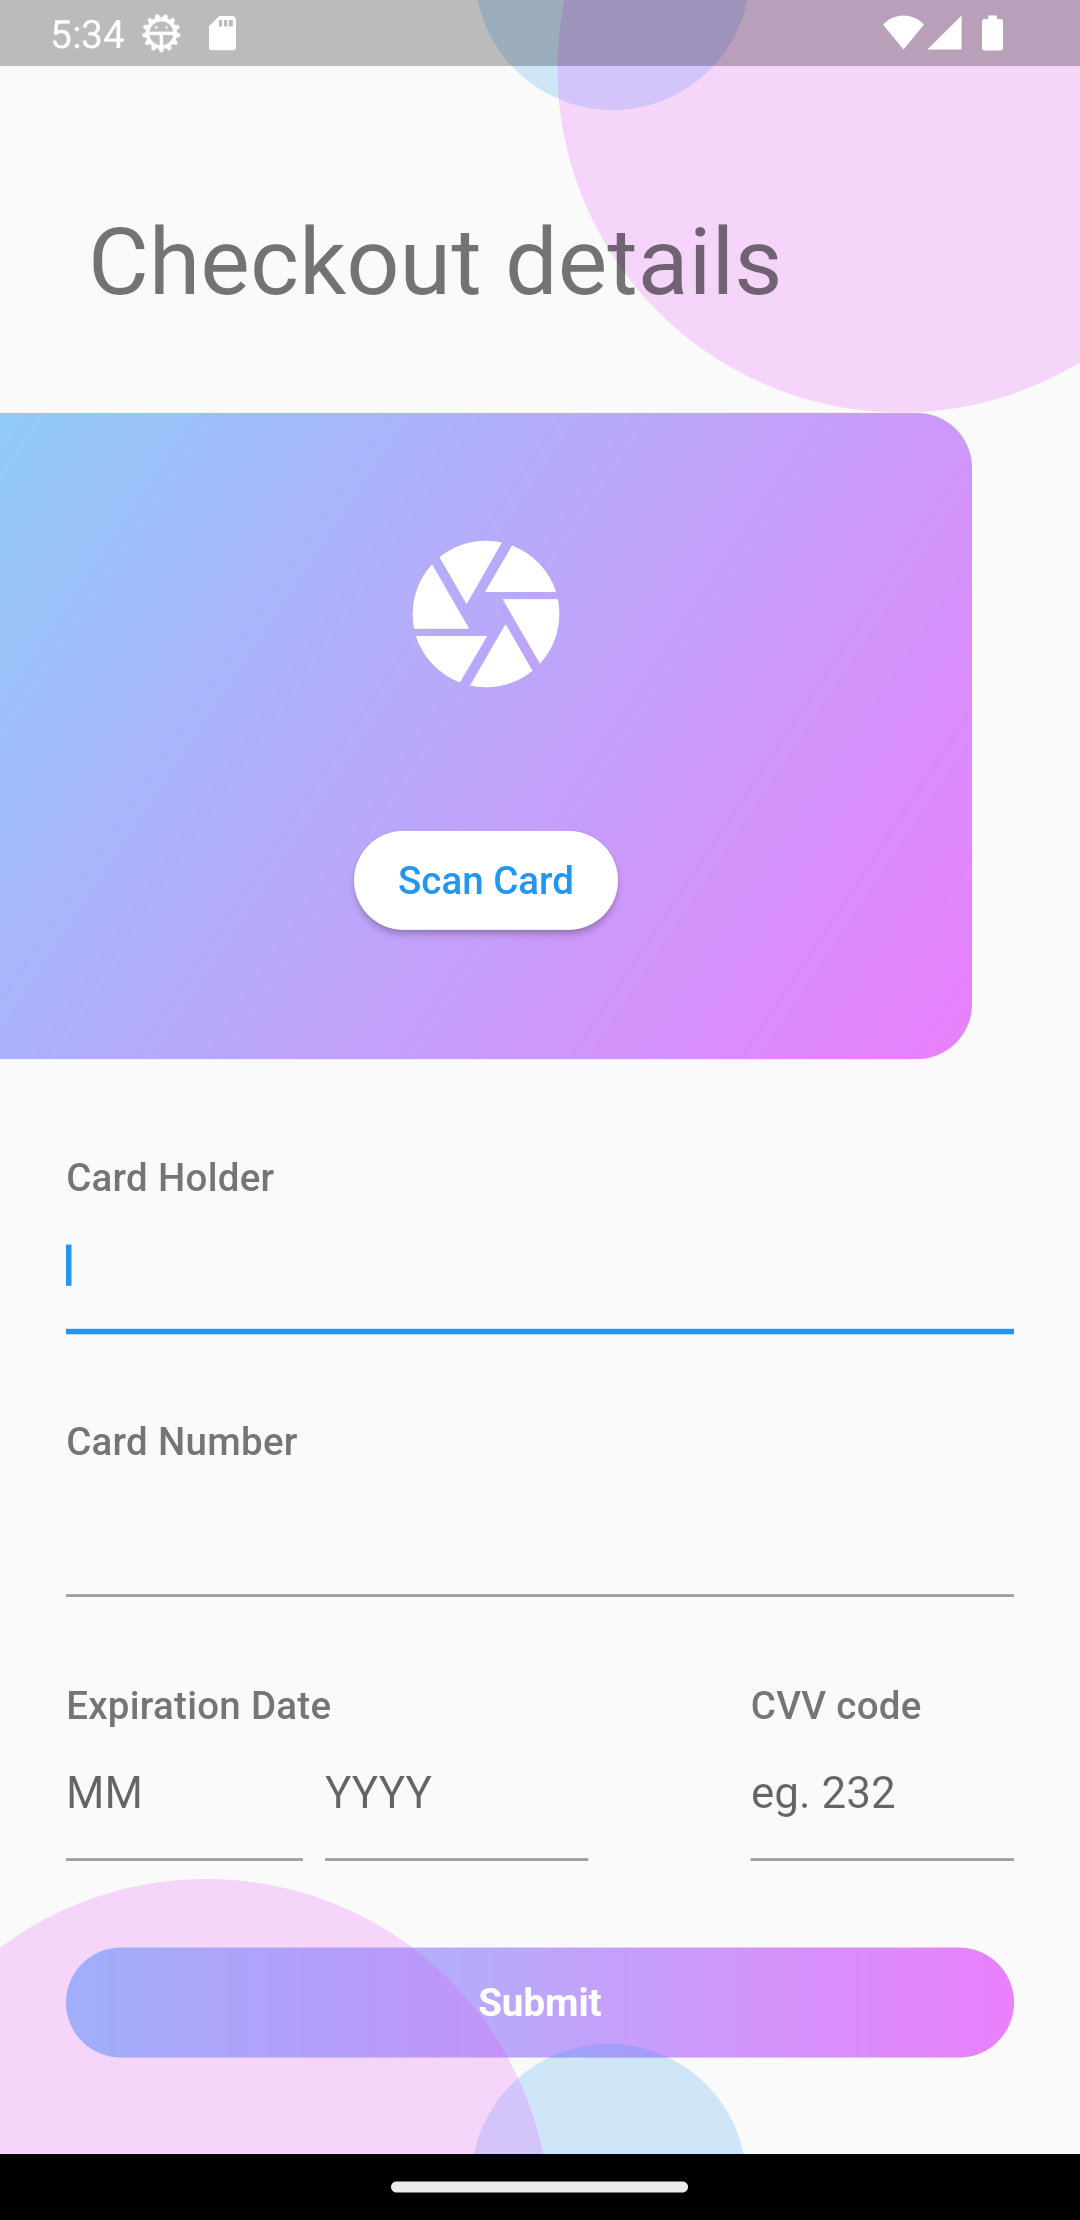 5:34
Checkout details
Scan Card
Card Holder
Card Number
Expiration Date CVV code
MM YYYY eg. 232
Submit